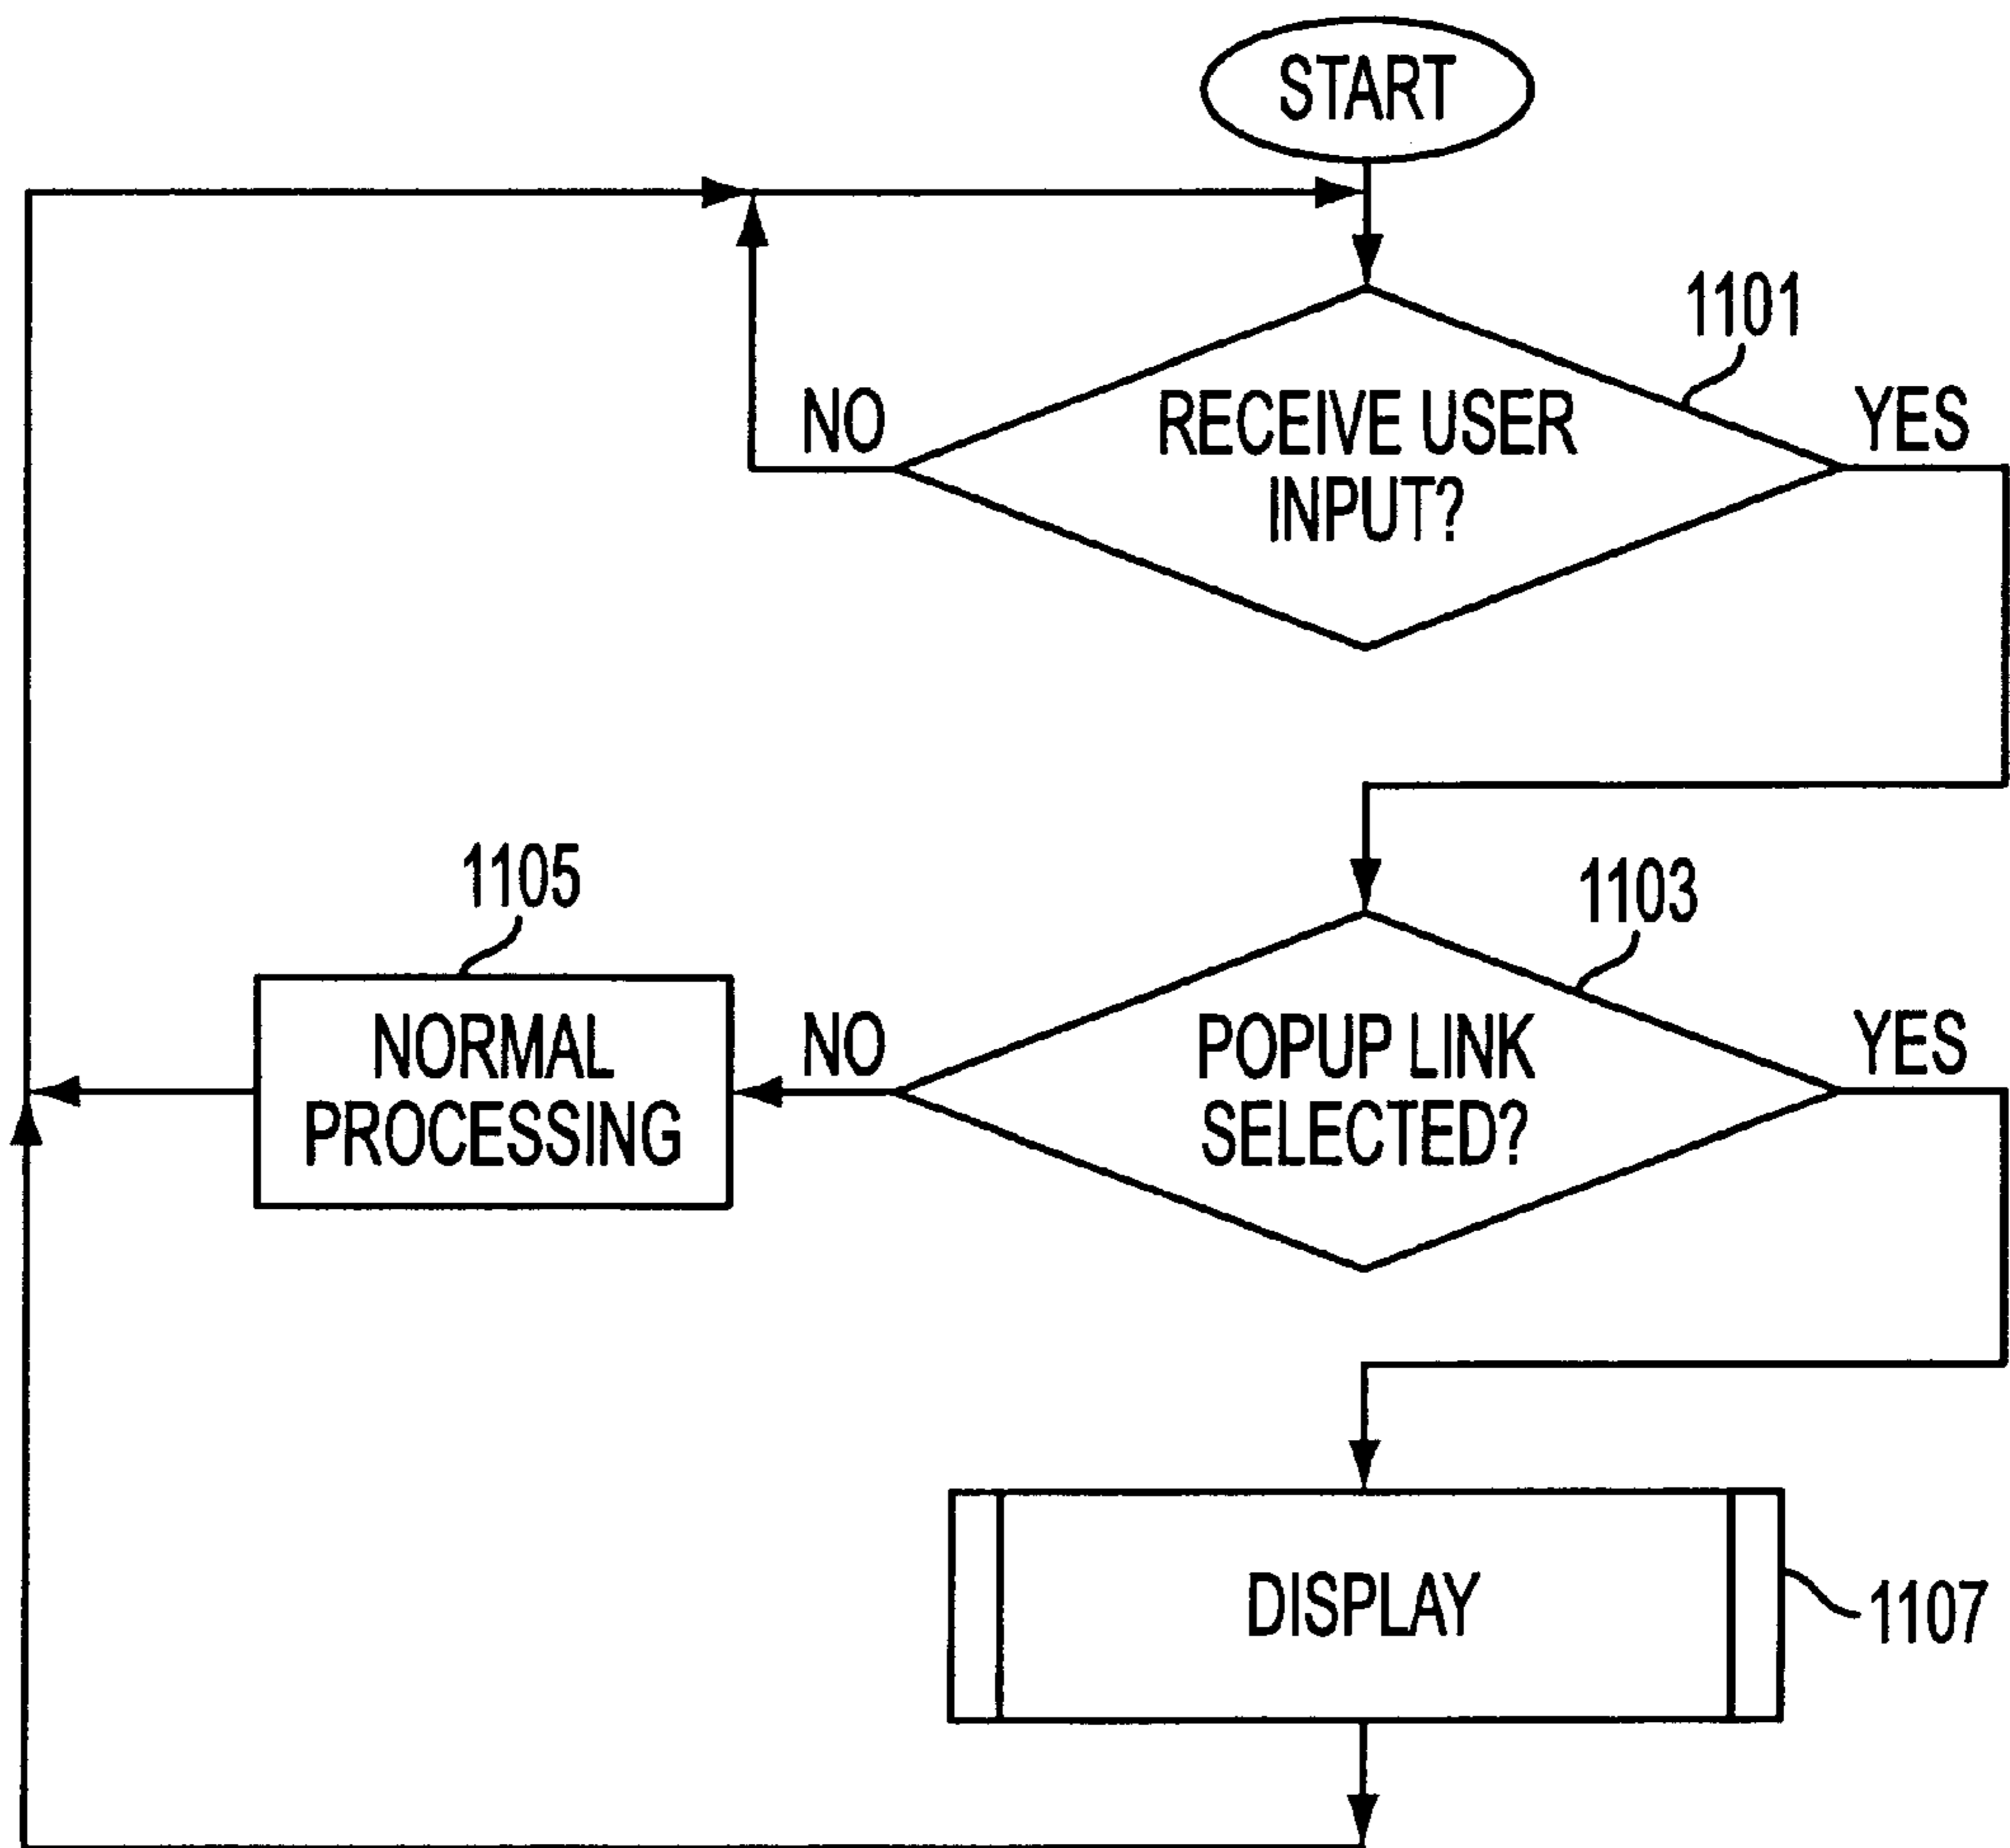 START
1101
NO
RECEIVE USER
INPUT?
YES
1105
1103
NORMAL
PROCESSING
NO
POPUP LINK
SELECTED?
YES
DISPLAY
1107